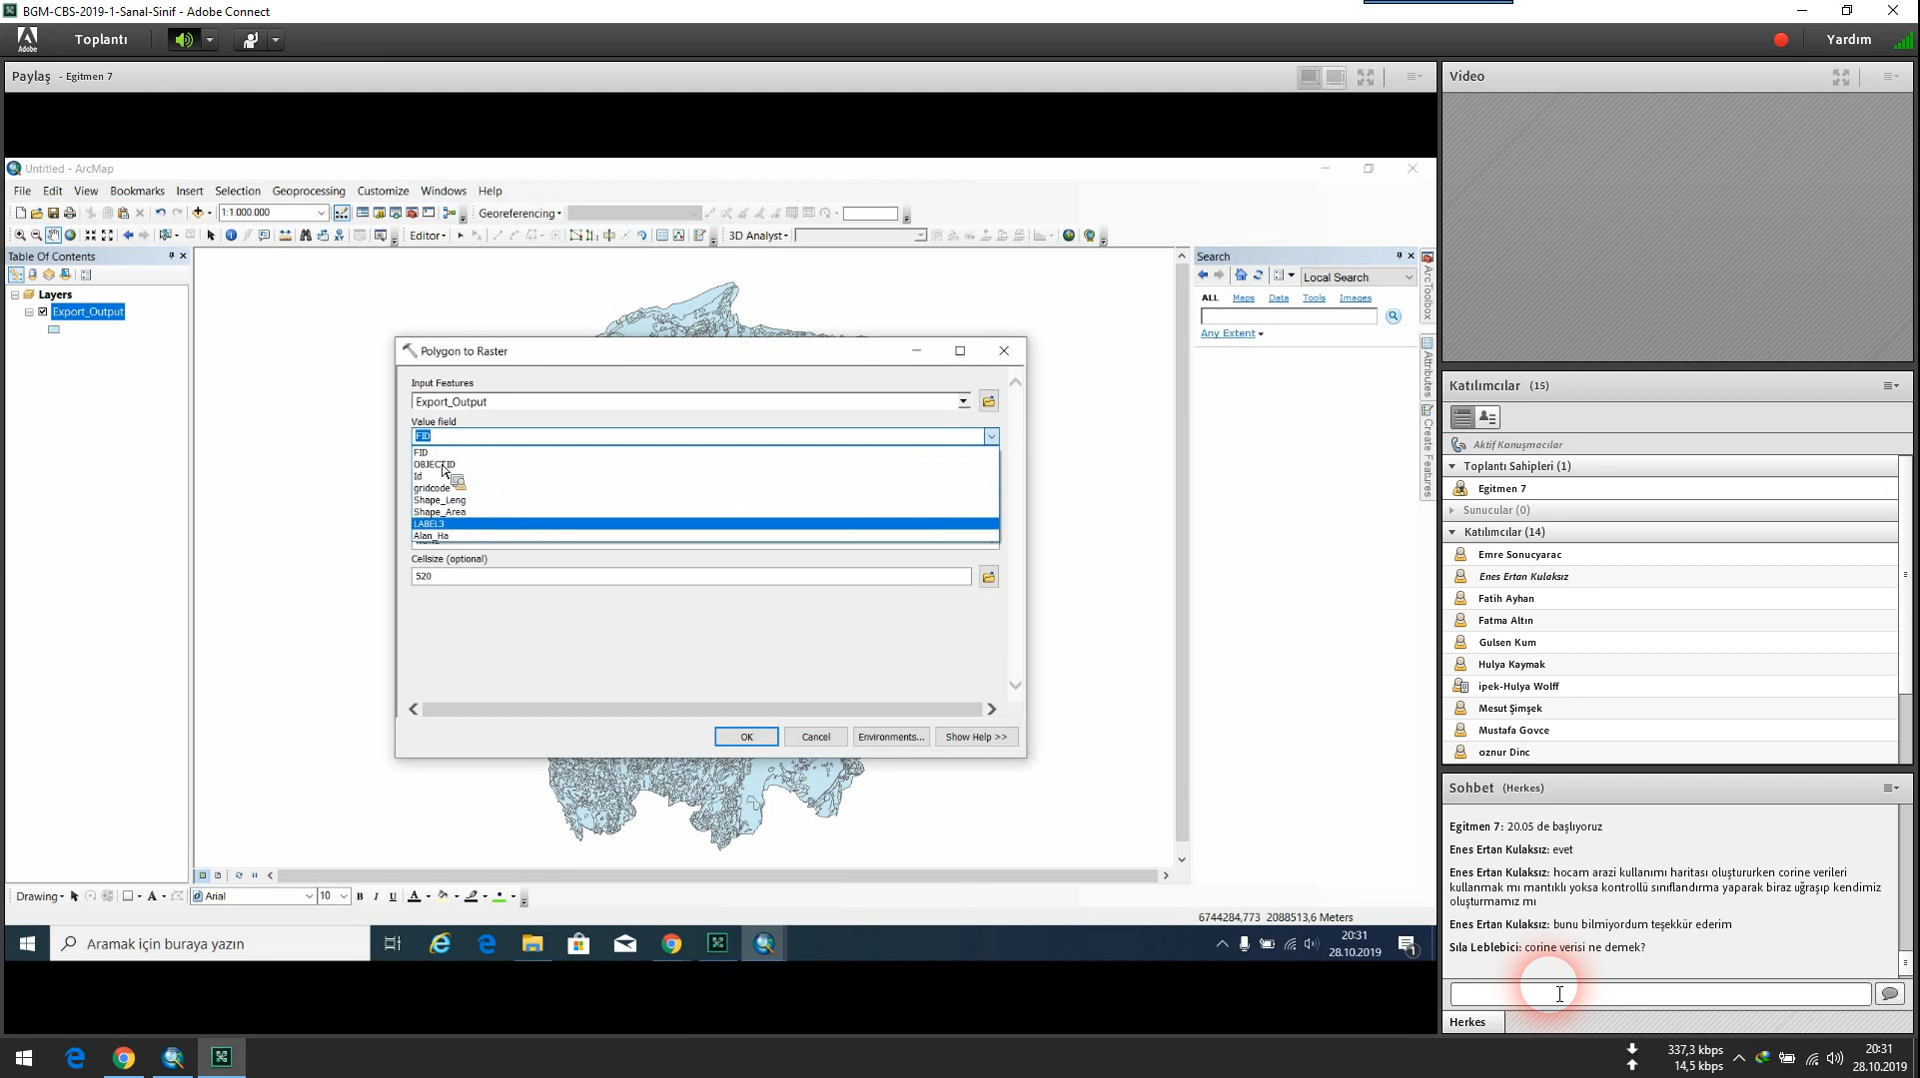 BGM-CBS-2019-1-Sanal-Sinif - Adobe Connect
Adobe
Toplantı
Yardım
Paylaş - Egitmen 7
Untitled - ArcMap
File Edit View Bookmarks Insert Selection Geoprocessing Customize Windows Help
1:1.000.000
Georeferencing
Editor
3D Analyst
Table Of Contents
Layers
Export_Output
Polygon to Raster
Input Features
Export_Output
Value field
FID
FID
OBJECTID
Id
gridcode
Shape_Leng
Shape_Area
LABEL3
Alan_Ha
Cellsize (optional)
520
OK Cancel Environments... Show Help >>
Search
Local Search
ALL Maps Data Tools Images
Any Extent
ArcToolbox
Attributes
Create Features
Drawing
A
Arial
10
B I U A
6744284,773 2088513,6 Meters
Aramak için buraya yazın
20:31
28.10.2019
1
Video
Katılımcılar (15)
Aktif Konuşmacılar
Toplantı Sahipleri (1)
Egitmen 7
Sunucular (0)
Katılımcılar (14)
Emre Sonucyarac
Enes Ertan Kulaksız
Fatih Ayhan
Fatma Altın
Gulsen Kum
Hulya Kaymak
ipek-Hulya Wolff
Mesut Şimşek
Mustafa Govce
oznur Dinc
Sohbet (Herkes)
Egitmen 7: 20.05 de başlıyoruz
Enes Ertan Kulaksız: evet
Enes Ertan Kulaksız: hocam arazi kullanımı haritası oluştururken corine verileri
kullanmak mı mantıklı yoksa kontrollü sınıflandırma yaparak biraz uğraşıp kendimiz
oluşturmamız mı
Enes Ertan Kulaksız: bunu bilmiyordum teşekkür ederim
Sıla Leblebici: corine verisi ne demek?
Herkes
337,3 kbps
14,5 kbps
20:31
28.10.2019